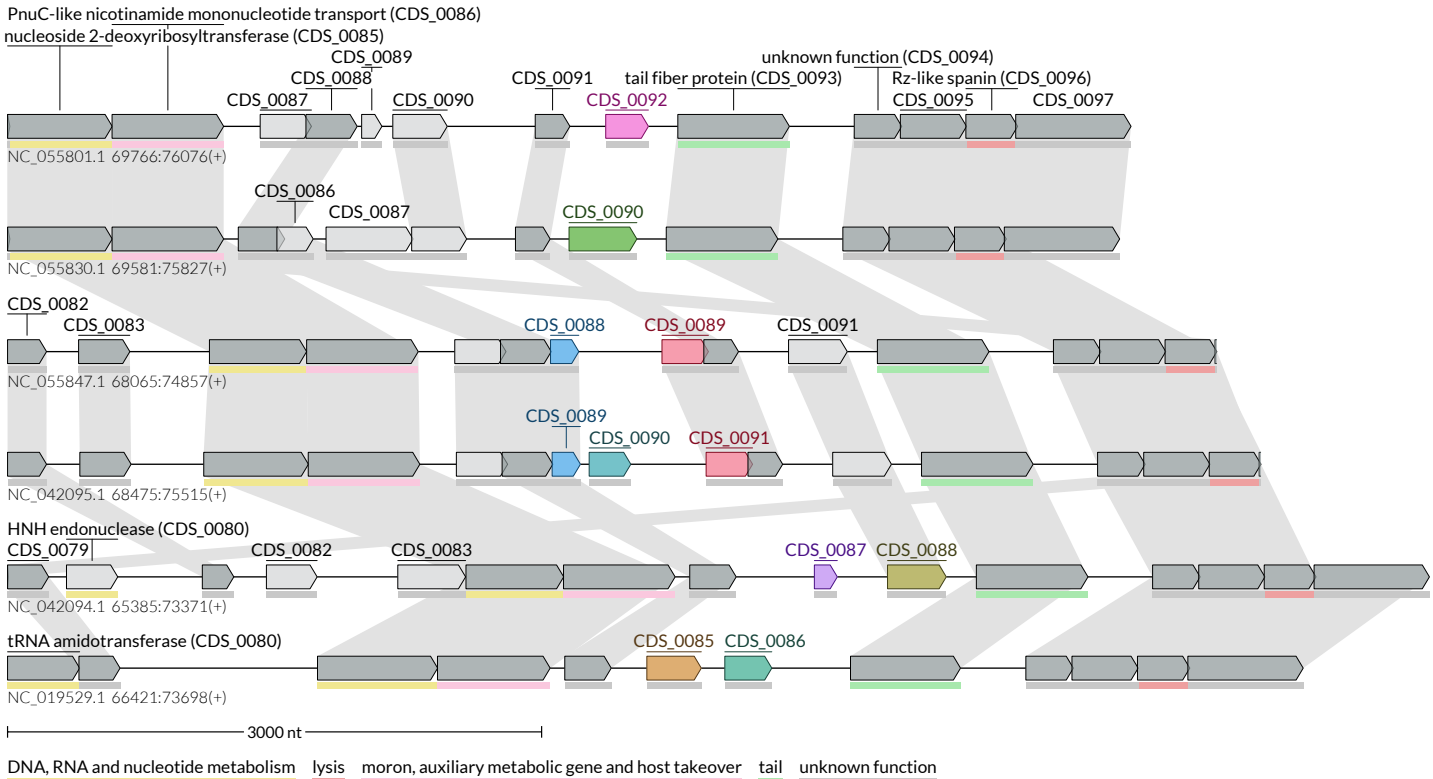 PnuC-like nicotinamide mononucleotide transport (CDS_0086)
nucleoside 2-deoxyribosyltransferase (CDS_0085)
CDS_0089
unknown function (CDS_0094)
CDS_0088
CDS_0091
tail fiber protein (CDS_0093)
Rz-like spanin (CDS_0096)
CDS_0087
CDS_0090
CDS_0092
CDS_0095
CDS_0097
NC_055801.1 69766:76076(+)
CDS_0086
CDS_0087
CDS_0090
NC_055830.1 69581:75827(+)
CDS_0082
CDS_0083
CDS_0088
CDS_0089
CDS_0091
NC_055847.1 68065:74857(+)
CDS_0089
CDS_0090
CDS_0091
NC_042095.1 68475:75515(+)
HNH endonuclease (CDS_0080)
CDS_0079
CDS_0082
CDS_0083
CDS_0087
CDS_0088
NC_042094.1 65385:73371(+)
tRNA amidotransferase (CDS_0080)
CDS_0085
CDS_0086
NC_019529.1 66421:73698(+)
3000 nt
DNA, RNA and nucleotide metabolism lysis moron, auxiliary metabolic gene and host takeover tail unknown function